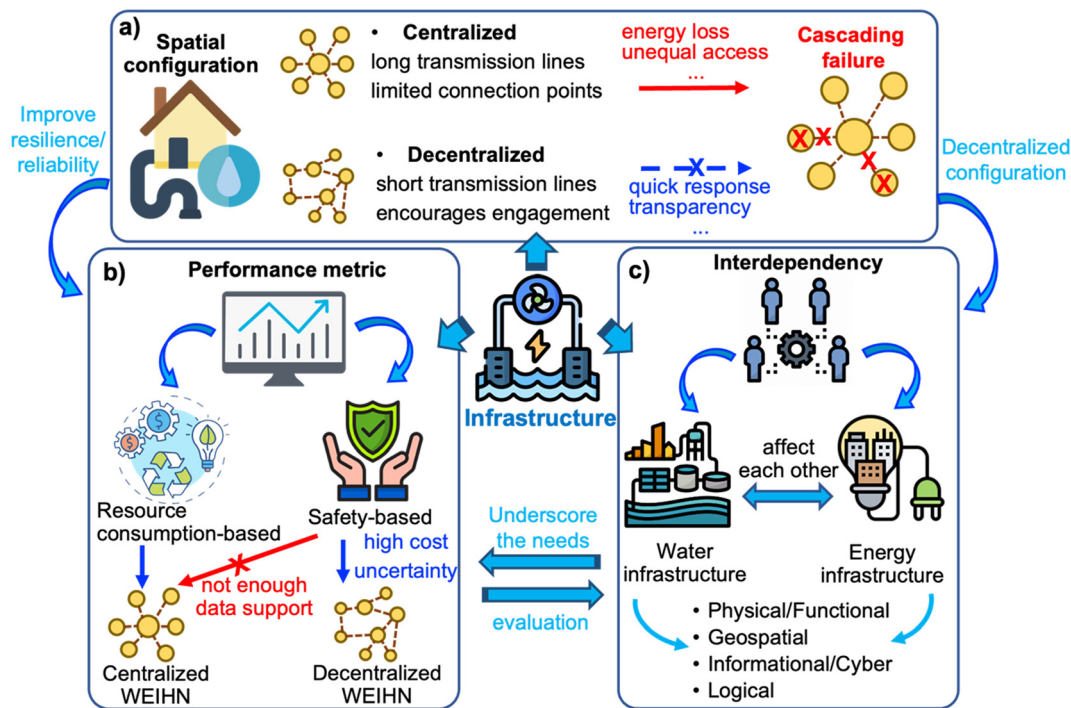 a)
Spatial
configuration
• Centralized
long transmission lines
limited connection points
energy loss
unequal access
...
Cascading
failure
X X
X
X
• Decentralized
short transmission lines
encourages engagement
X
quick response
transparency
...
Improve
resilience/
reliability
Decentralized
configuration
b)
Performance metric
$
$
Resource
consumption-based
Safety-based
high cost
uncertainty
X
not enough
data support
Centralized
WEIHN
Decentralized
WEIHN
Infrastructure
Underscore
the needs
evaluation
c)
Interdependency
affect
each other
Water
infrastructure
Energy
infrastructure
• Physical/Functional
• Geospatial
• Informational/Cyber
• Logical